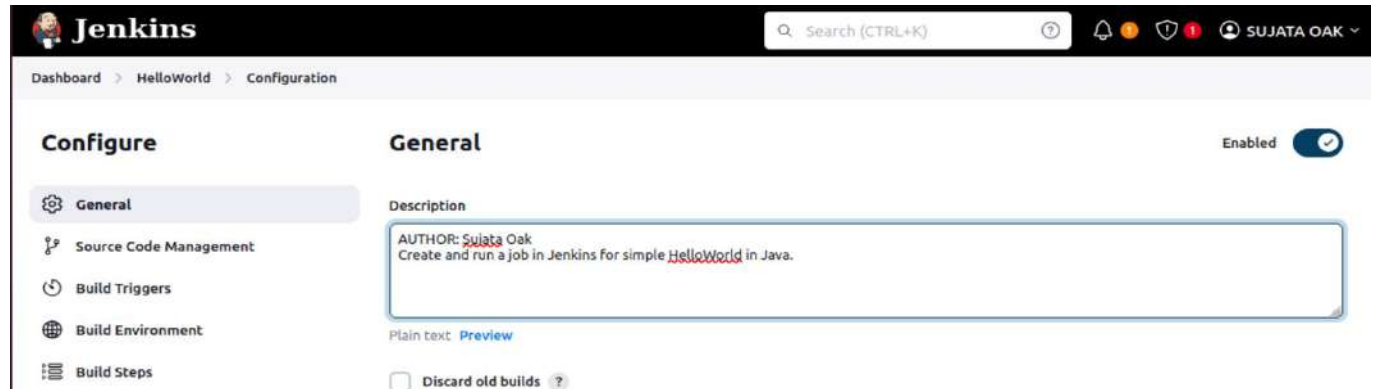 Jenkins
Search (CTRL+K)
?
1
1
SUJATA OAK
Dashboard > HelloWorld > Configuration
Configure
General
Enabled
General
Description
AUTHOR: Sujata Oak
Create and run a job in Jenkins for simple HelloWorld in Java.
Source Code Management
Build Triggers
Build Environment
Plain text Preview
Build Steps
Discard old builds ?